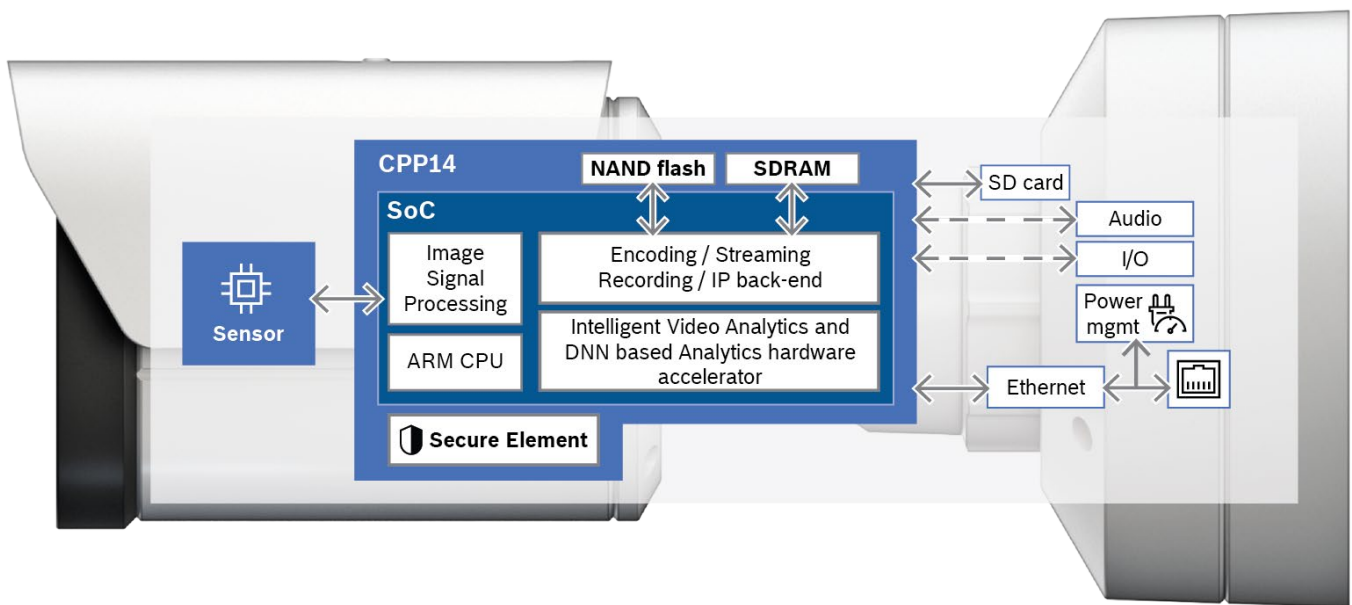 CPP14
NAND flash
SDRAM
SD card
SoC
Audio
Image
Signal
Processing
Encoding / Streaming
Recording / IP back-end
I/O
Sensor
Power
mgmt
ARM CPU
Intelligent Video Analytics and
DNN based Analytics hardware
accelerator
Ethernet
Secure Element